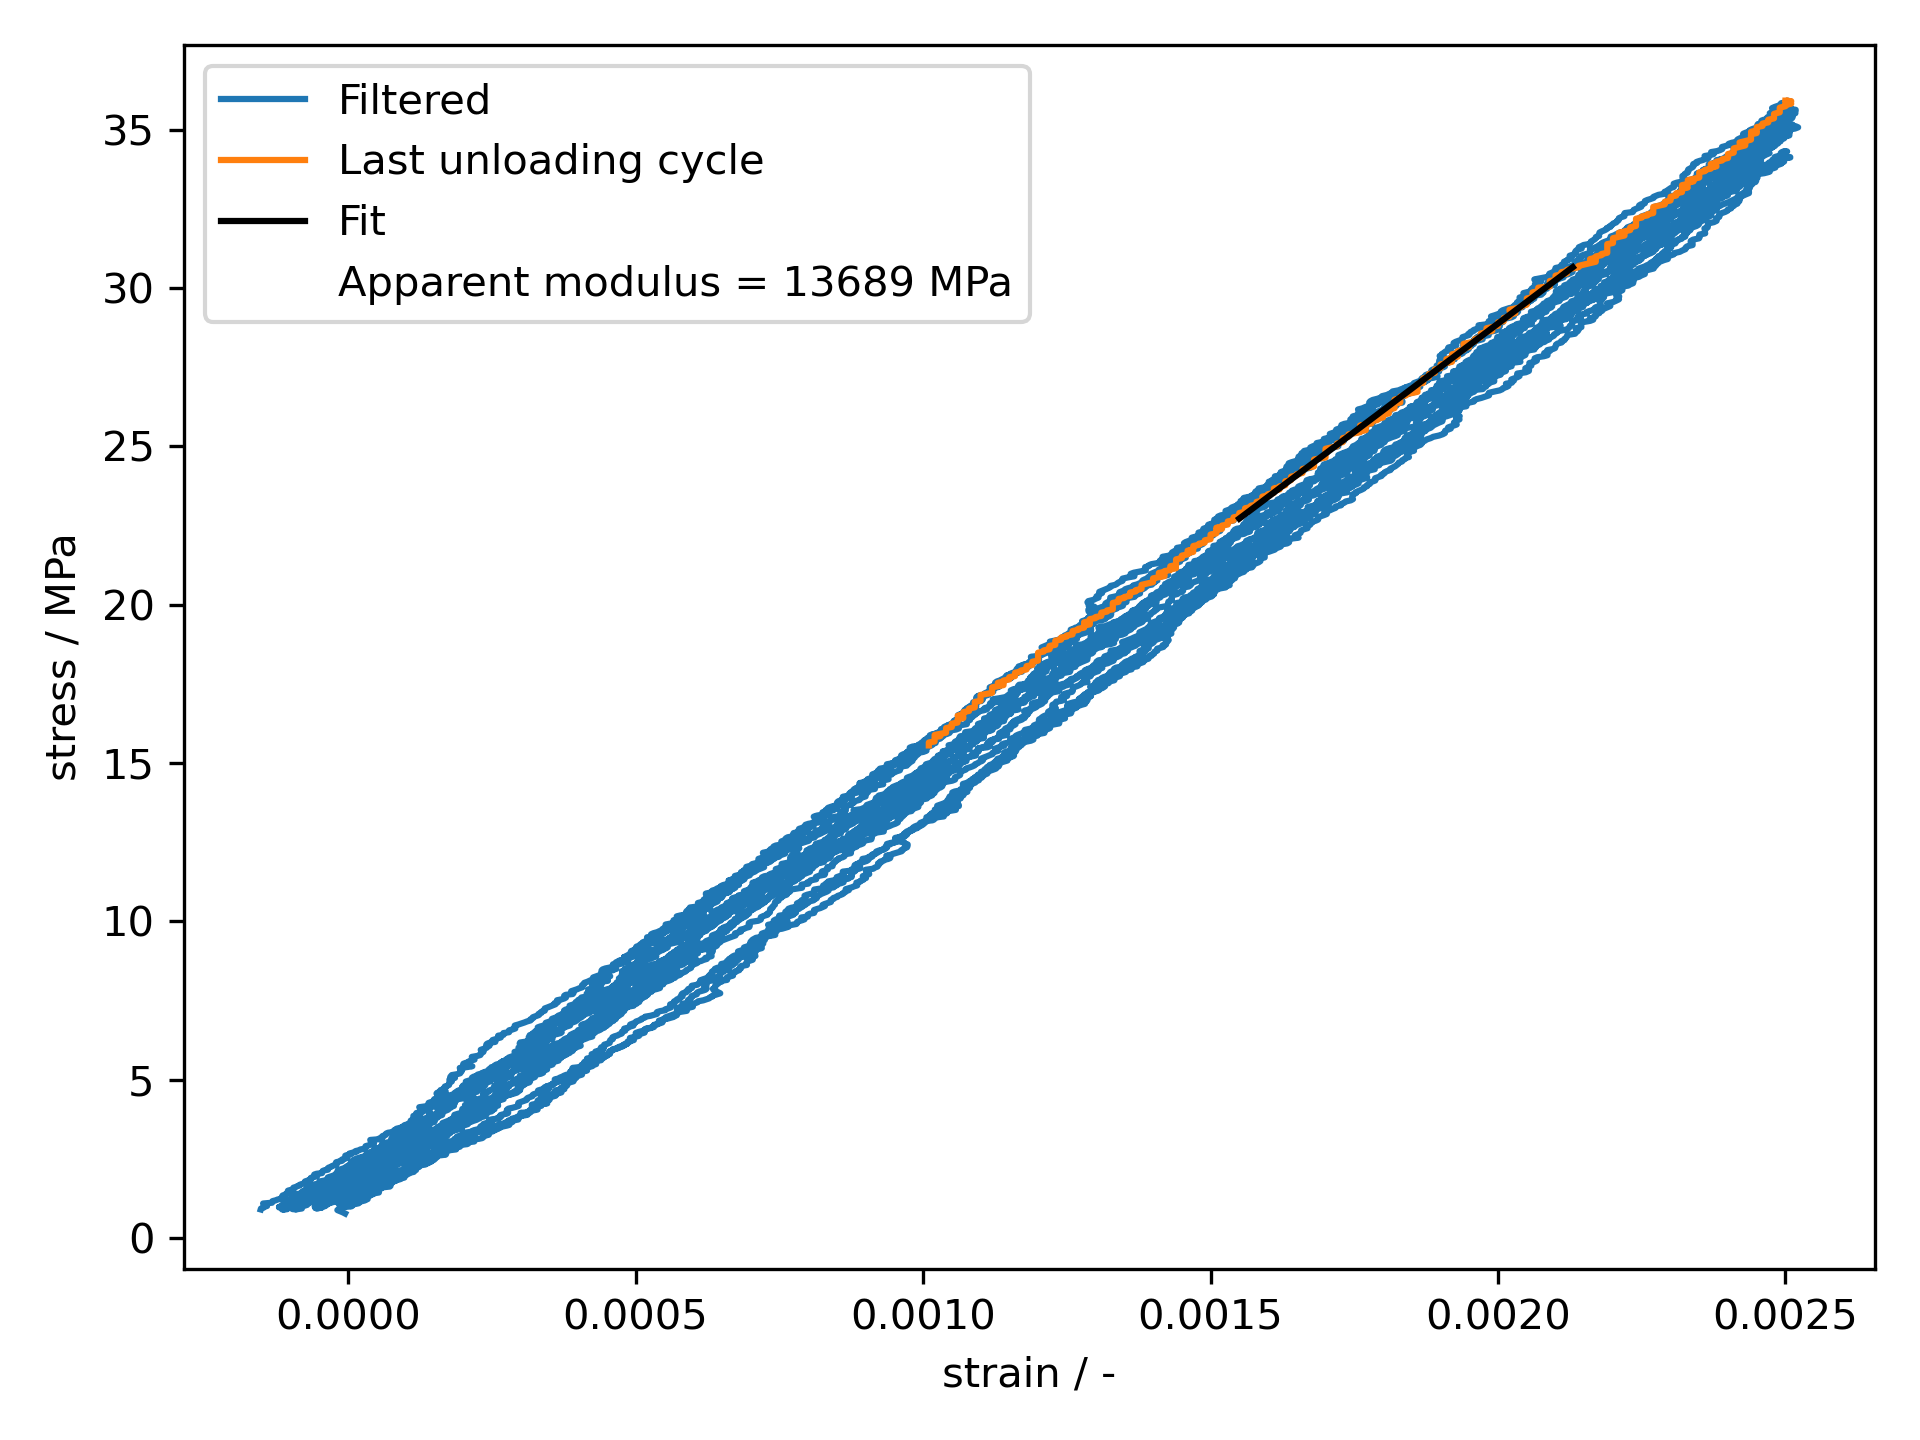 Filtered
Last unloading cycle
Fit
Apparent modulus = 13689 MPa
35
30
25
20
15
10
5
0
stress / MPa
0.0000 0.0005 0.0010 0.0015 0.0020 0.0025
strain / -